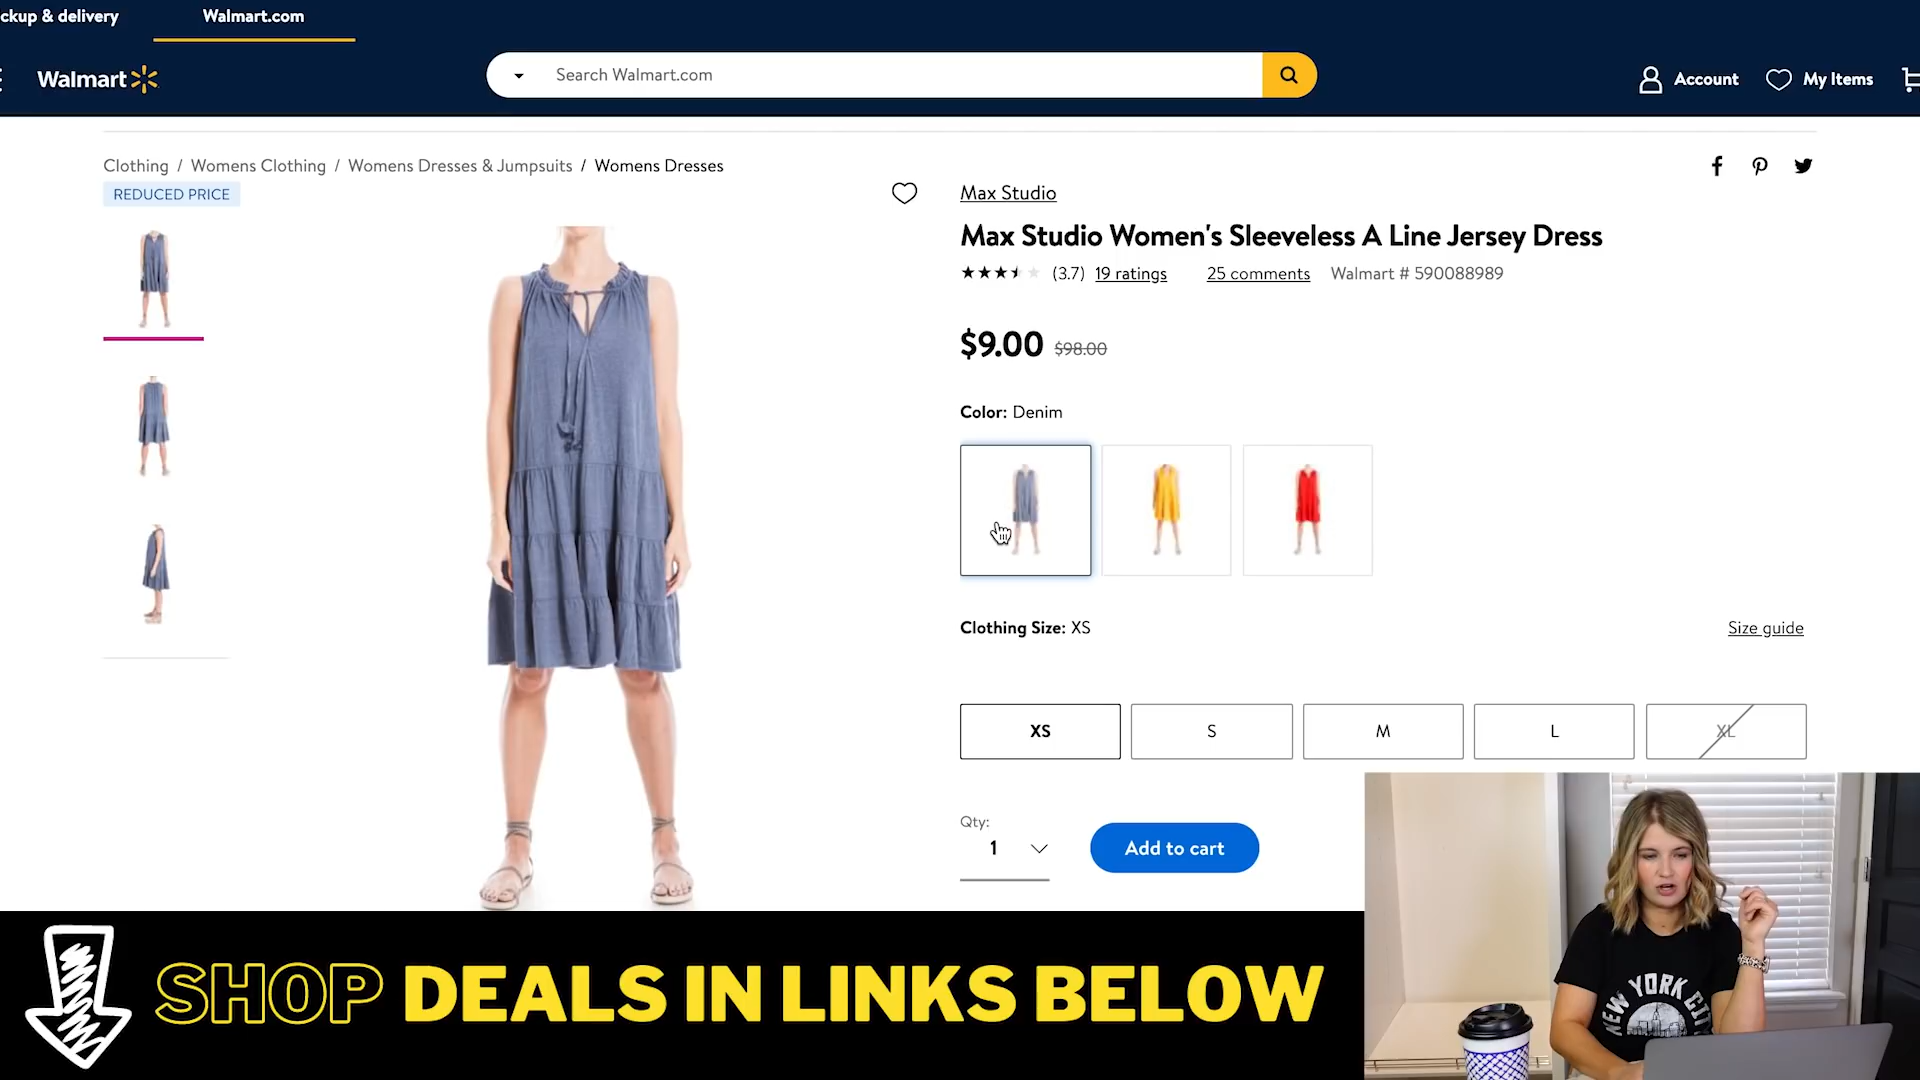 ckup & delivery
Walmart.com
Walmart
Search Walmart.com
Account
My Items
Clothing / Womens Clothing / Womens Dresses & Jumpsuits / Womens Dresses
REDUCED PRICE
Max Studio
Max Studio Women's Sleeveless A Line Jersey Dress
(3.7) 19 ratings 25 comments Walmart # 590088989
$9.00 $98.00
Color: Denim
Clothing Size: XS
Size guide
XS S M L XL
Qty:
1
Add to cart
SHOP DEALS IN LINKS BELOW
NEW YORK CIT